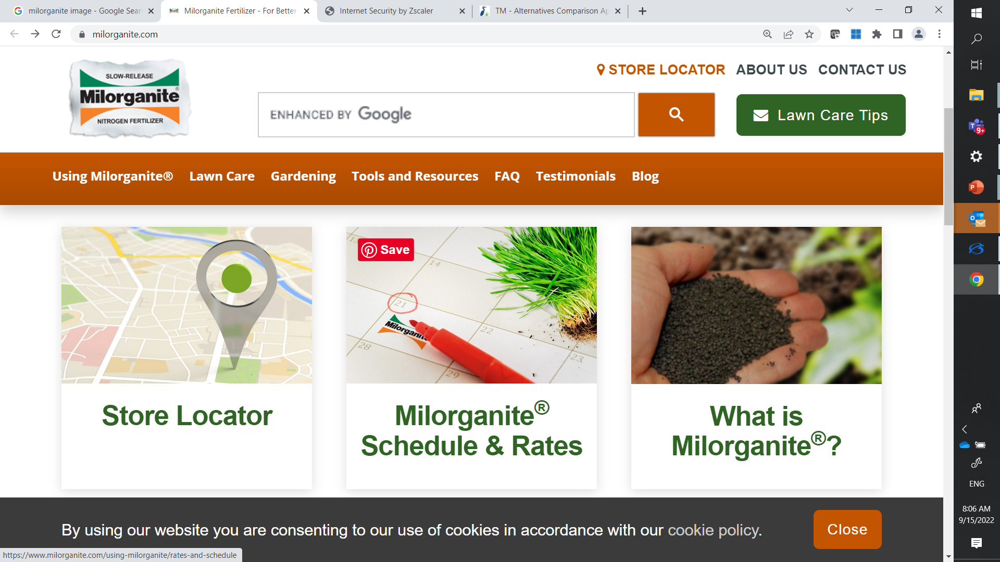 milorganite image - Google Sear
Milorganite Fertilizer - For Better
Internet Security by Zscaler
TM - Alternatives Comparison Ap
milorganite.com
SLOW-RELEASE
Milorganite®
NITROGEN FERTILIZER
STORE LOCATOR ABOUT US CONTACT US
ENHANCED BY Google
Lawn Care Tips
Using Milorganite® Lawn Care Gardening Tools and Resources FAQ Testimonials Blog
Save
13
14
21
Milorganite
22
28
23
29
Store Locator
Milorganite®
Schedule & Rates
What is
Milorganite®?
By using our website you are consenting to our use of cookies in accordance with our cookie policy.
Close
https://www.milorganite.com/using-milorganite/rates-and-schedule
T
9+
P
O
ENG
8:06 AM
9/15/2022